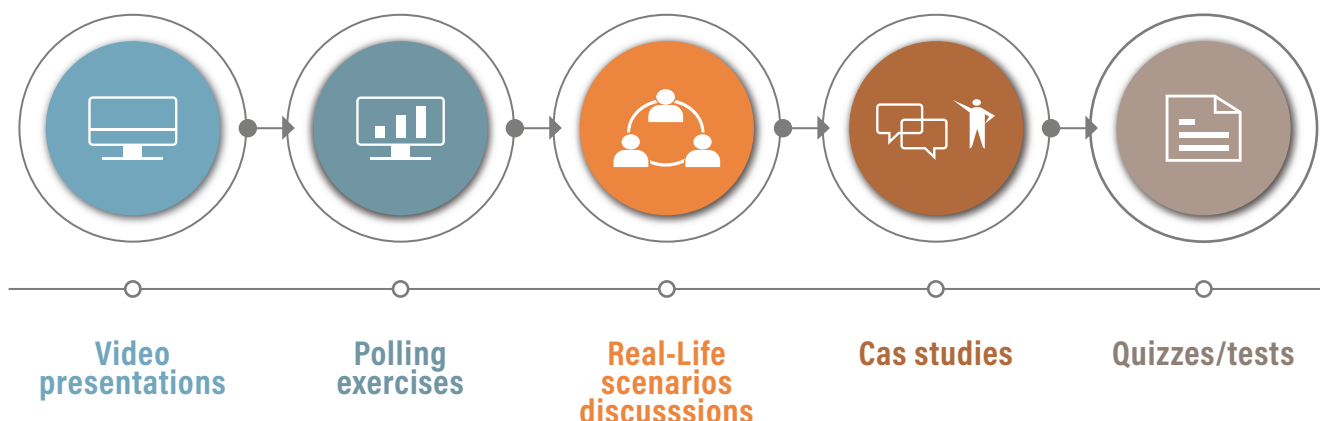 Video
presentations
Polling
exercises
Real-Life
scenarios
discusssions
Cas studies
Quizzes/tests